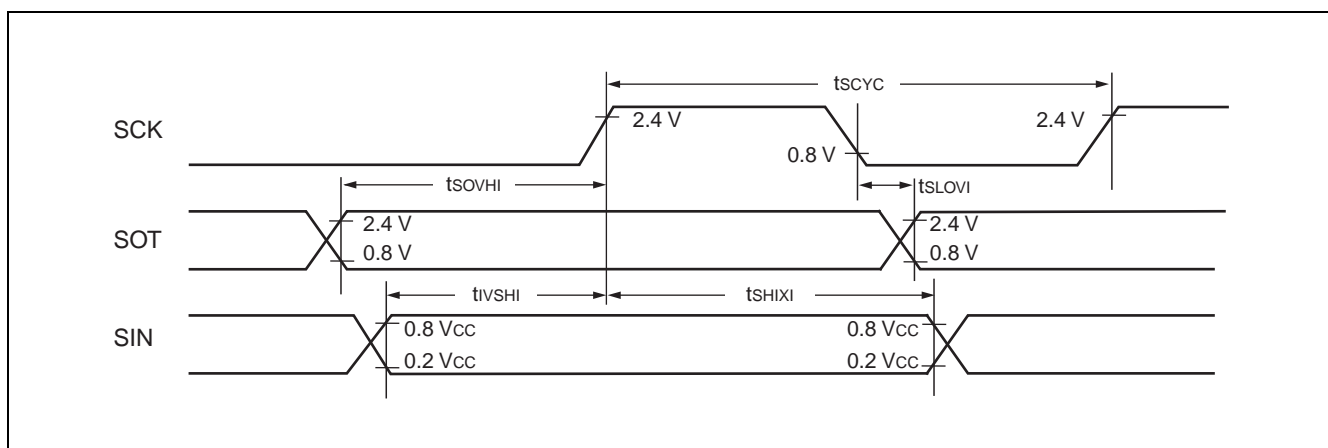 tSCYC
SCK
2.4 V
0.8 V
2.4 V
tSOVHI
tSLOVI
SOT
2.4 V
0.8 V
2.4 V
0.8 V
tIVSHI
tSHIXI
SIN
0.8 VCC
0.2 VCC
0.8 VCC
0.2 VCC